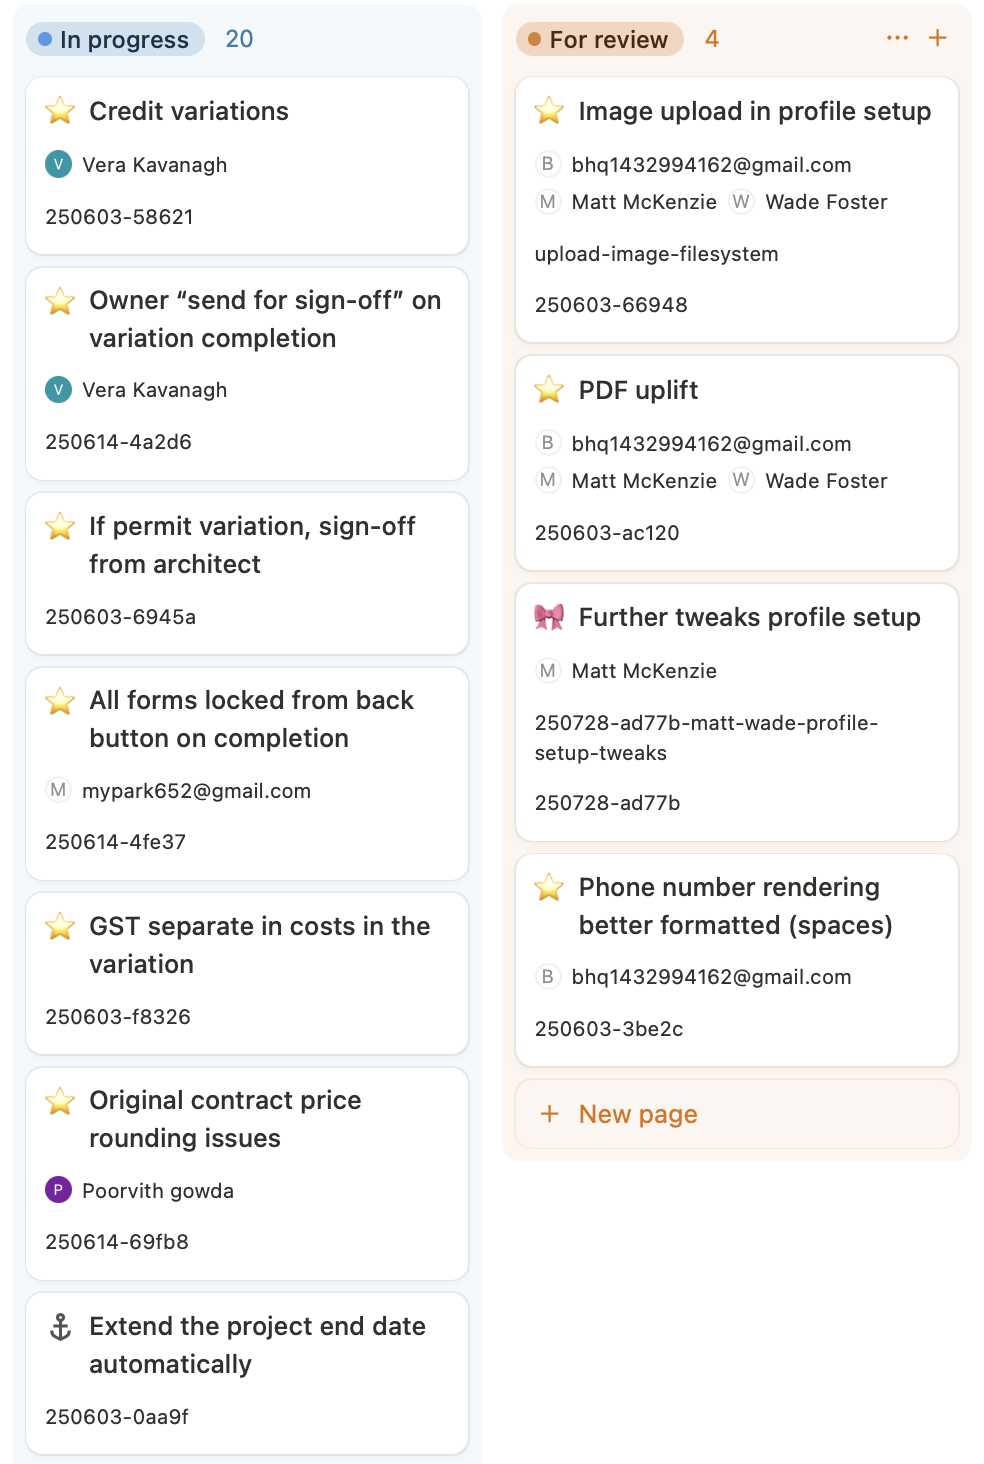 In progress 20
Credit variations
V Vera Kavanagh
250603-58621
Owner “send for sign-off” on
variation completion
V Vera Kavanagh
250614-4a2d6
If permit variation, sign-off
from architect
250603-6945a
All forms locked from back
button on completion
M mypark652@gmail.com
250614-4fe37
GST separate in costs in the
variation
250603-f8326
Original contract price
rounding issues
P Poorvith gowda
250614-69fb8
Extend the project end date
automatically
250603-0aa9f
For review 4
Image upload in profile setup
B bhq1432994162@gmail.com
M Matt McKenzie W Wade Foster
upload-image-filesystem
250603-66948
PDF uplift
B bhq1432994162@gmail.com
M Matt McKenzie W Wade Foster
250603-ac120
Further tweaks profile setup
M Matt McKenzie
250728-ad77b-matt-wade-profile-
setup-tweaks
250728-ad77b
Phone number rendering
better formatted (spaces)
B bhq1432994162@gmail.com
250603-3be2c
+ New page